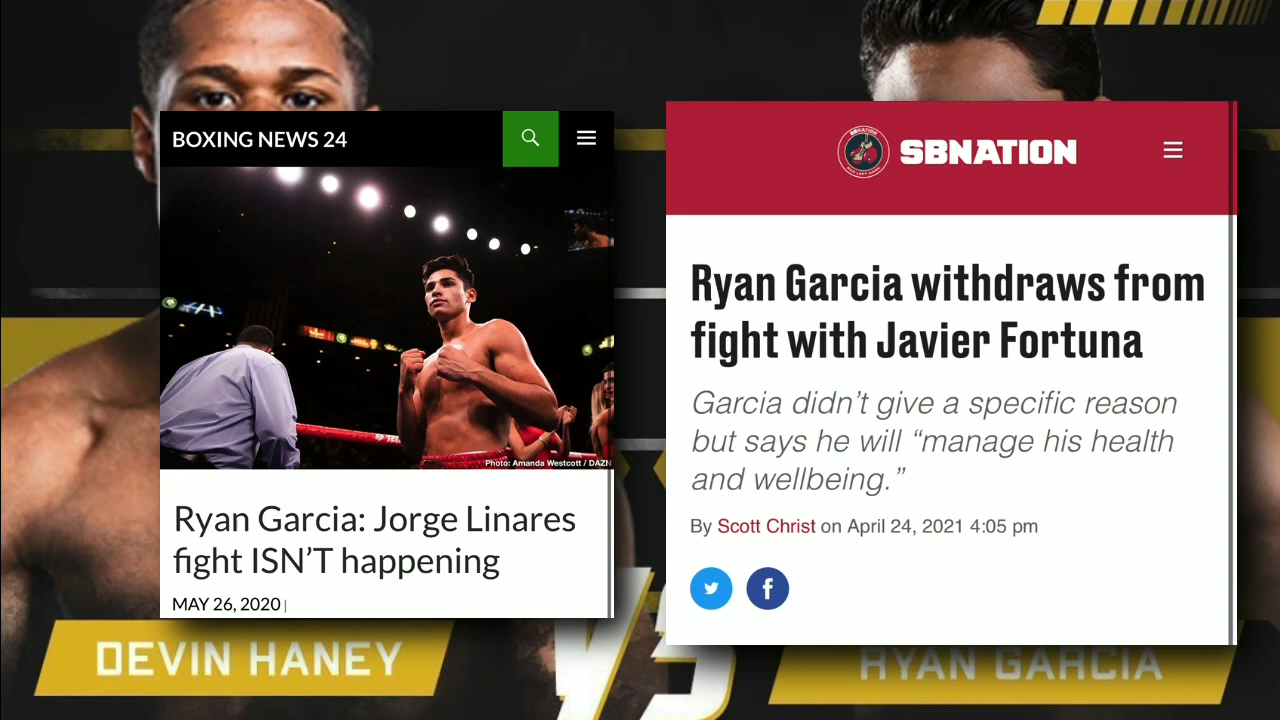 BOXING NEWS 24
Photo: Amanda Westcott / DAZN
Ryan Garcia: Jorge Linares
fight ISN'T happening
MAY 26, 2020
SBNATION
Ryan Garcia withdraws from
fight with Javier Fortuna
Garcia didn't give a specific reason
but says he will “manage his health
and wellbeing.”
By Scott Christ on April 24, 2021 4:05 pm
DEVIN HANEY
VS
RYAN GARCIA